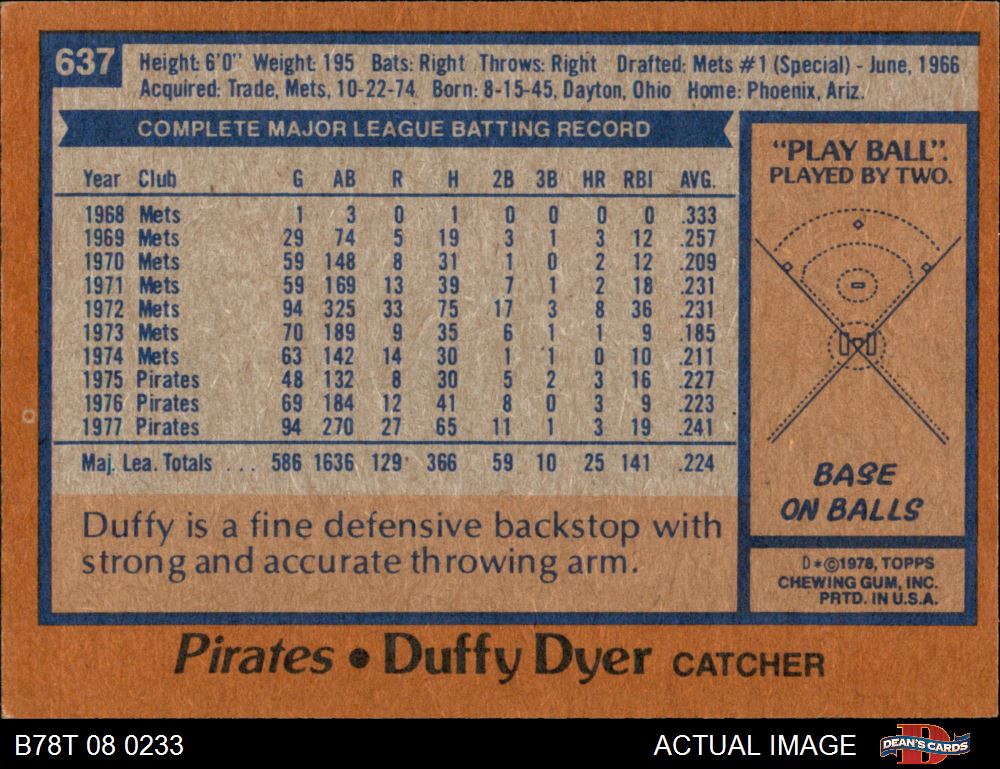 637
Height: 6'0" Weight: 195 Bats: Right Throws: Right Drafted: Mets #1 (Special) - June, 1966
Acquired: Trade, Mets, 10-22-74 Born: 8-15-45, Dayton, Ohio Home: Phoenix, Ariz.
COMPLETE MAJOR LEAGUE BATTING RECORD
Year Club G AB R H 2B 3B HR RBI AVG.
1968 Mets 1 3 0 1 0 0 0 0 .333
1969 Mets 29 74 5 19 3 1 3 12 .257
1970 Mets 59 148 8 31 1 0 2 12 .209
1971 Mets 59 169 13 39 7 1 2 18 .231
1972 Mets 94 325 33 75 17 3 8 36 .231
1973 Mets 70 189 9 35 6 1 1 9 .185
1974 Mets 63 142 14 30 1 1 0 10 .211
1975 Pirates 48 132 8 30 5 2 3 16 .227
1976 Pirates 69 184 12 41 8 0 3 9 .223
1977 Pirates 94 270 27 65 11 1 3 19 .241
Maj. Lea. Totals ... 586 1636 129 366 59 10 25 141 .224
Duffy is a fine defensive backstop with
strong and accurate throwing arm.
"PLAY BALL".
PLAYED BY TWO.
BASE
ON BALLS
D*©1978, TOPPS
CHEWING GUM, INC.
PRTD. IN U.S.A.
Pirates • Duffy Dyer CATCHER
B78T 08 0233
ACTUAL IMAGE
D
DEAN'S CARDS